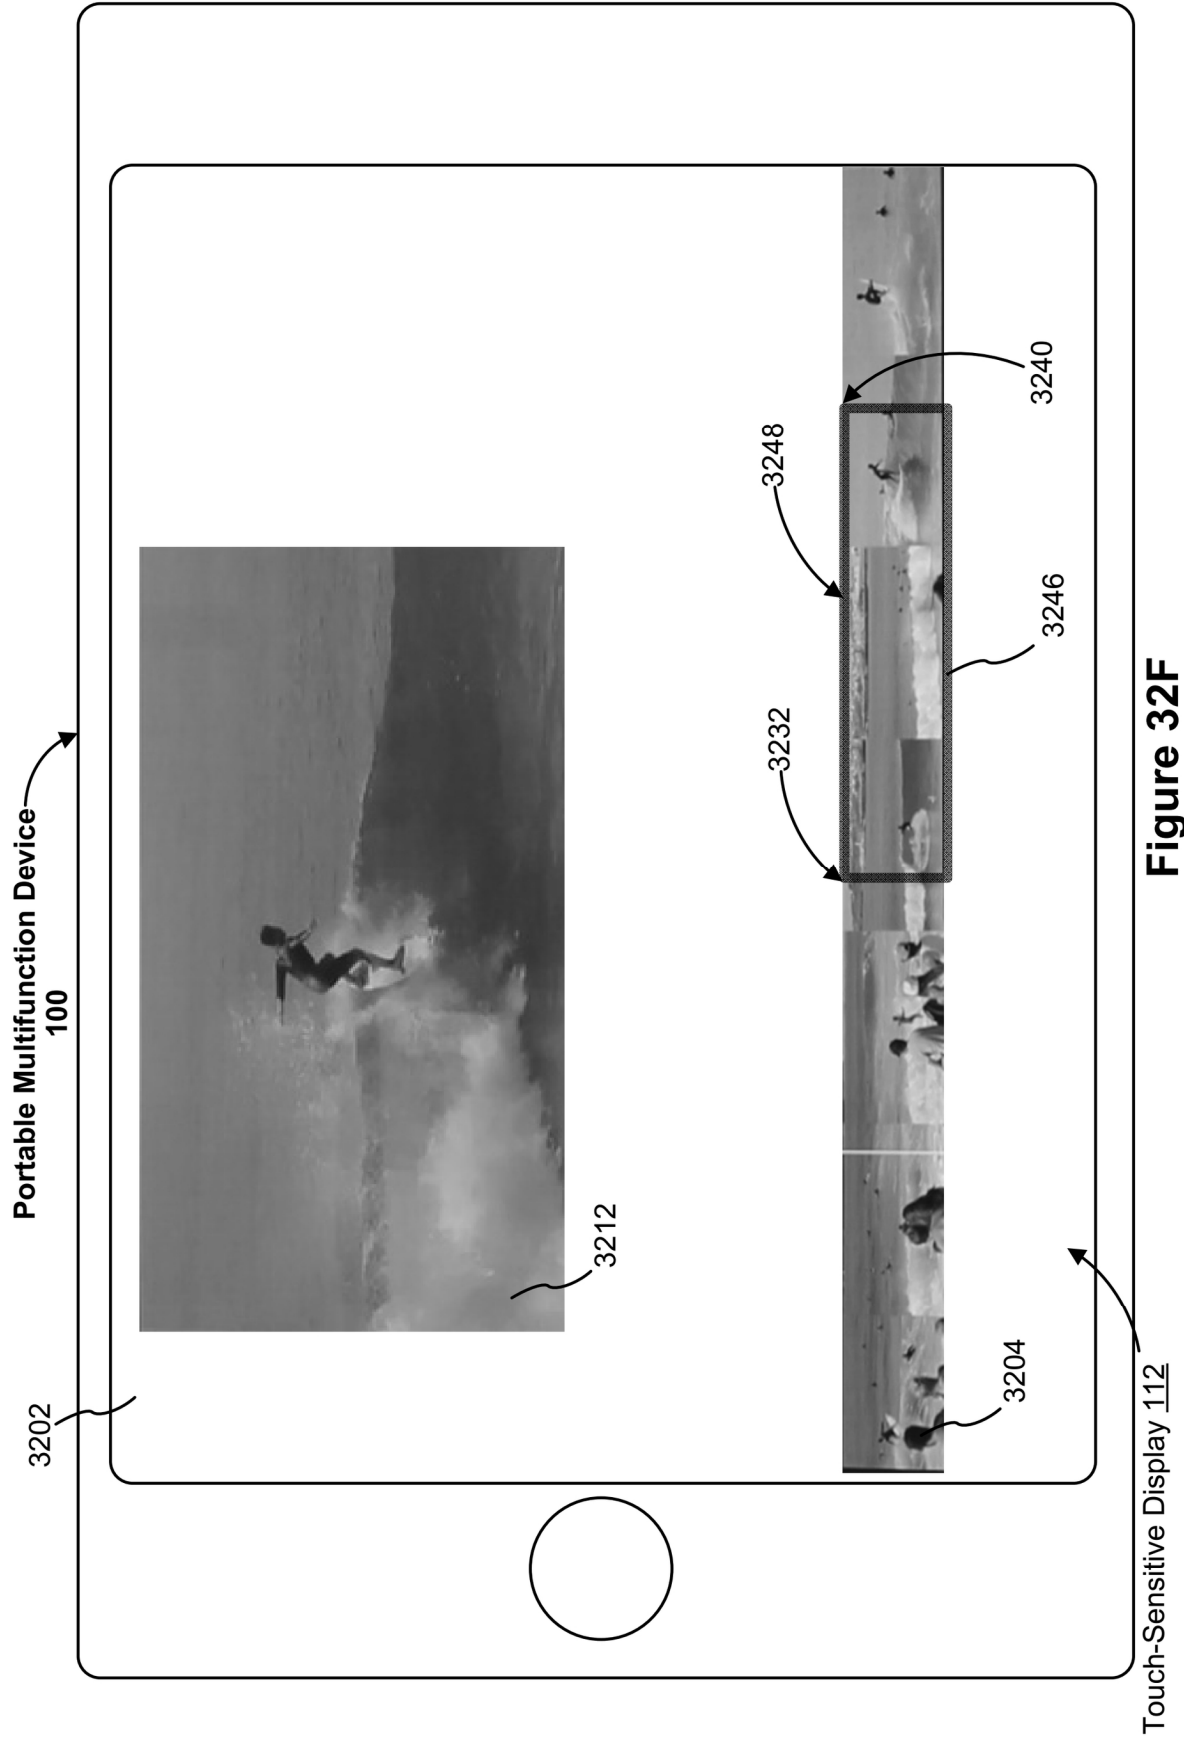 Portable Multifunction Device
100
3202
3212
3248
3232
3240
3246
3204
Touch-Sensitive Display 112
Figure 32F